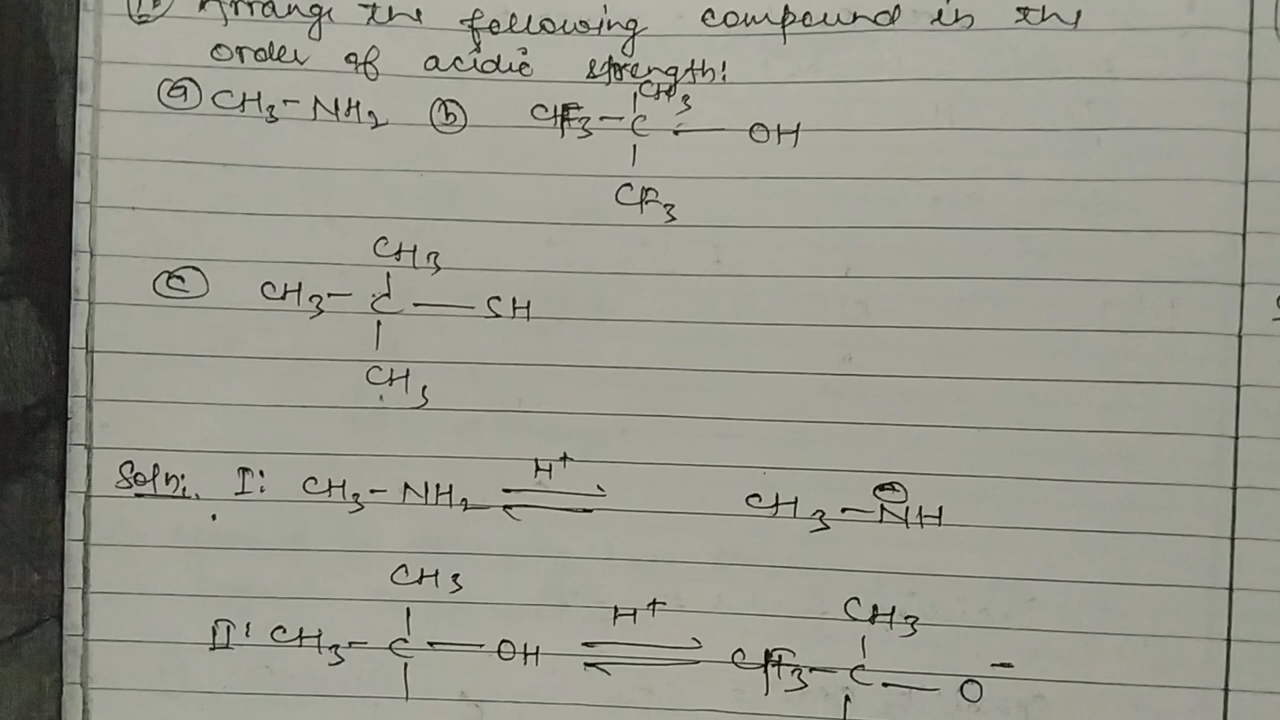 Arrange the following compound in the
order of acidic strength:
(a) CH3-NH2 (b) CF3-C-OH
CH3
CF3
CH3
(c) CH3-C-SH
CH3
Soln: I: CH3-NH2 ⇌ CH3-NH
H+
⊖
CH3
II: CH3-C-OH ⇌ CF3-C-O-
H+
CH3